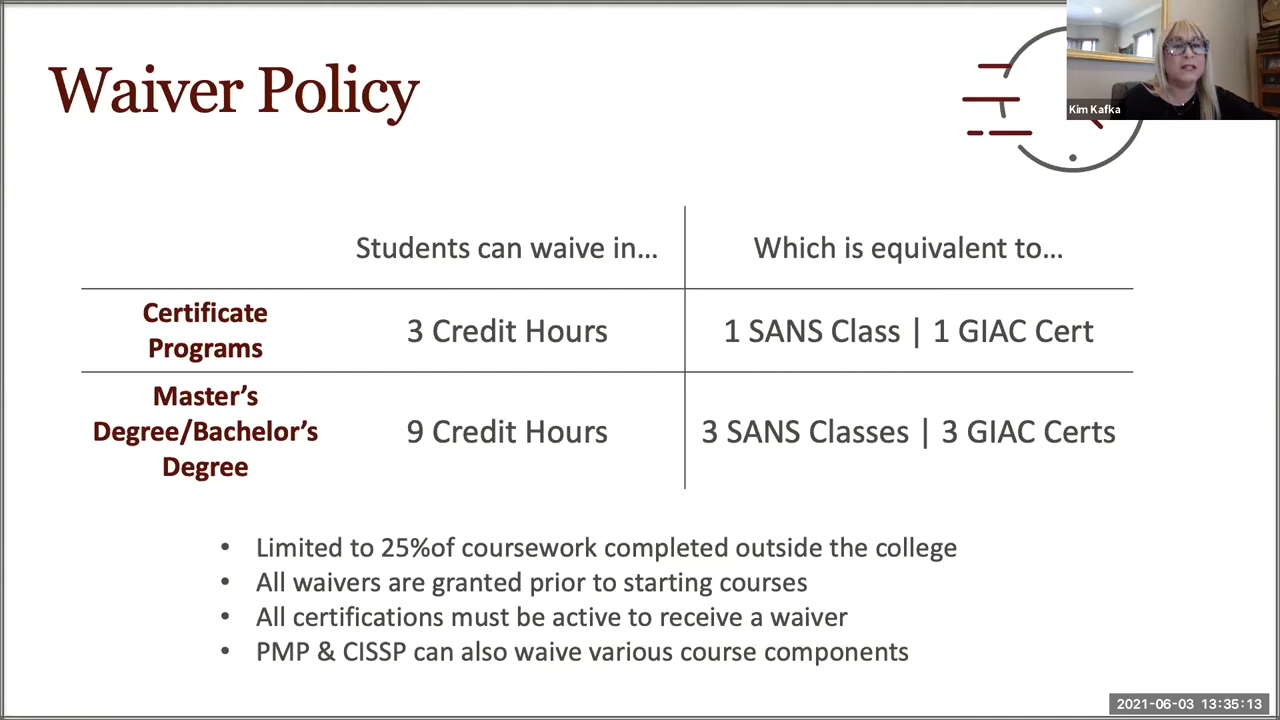 Waiver Policy
Kim Kafka
Students can waive in...
Which is equivalent to...
Certificate
Programs
3 Credit Hours
1 SANS Class | 1 GIAC Cert
Master's
Degree/Bachelor's
Degree
9 Credit Hours
3 SANS Classes | 3 GIAC Certs
• Limited to 25%of coursework completed outside the college
• All waivers are granted prior to starting courses
• All certifications must be active to receive a waiver
• PMP & CISSP can also waive various course components
2021-06-03 13:35:13